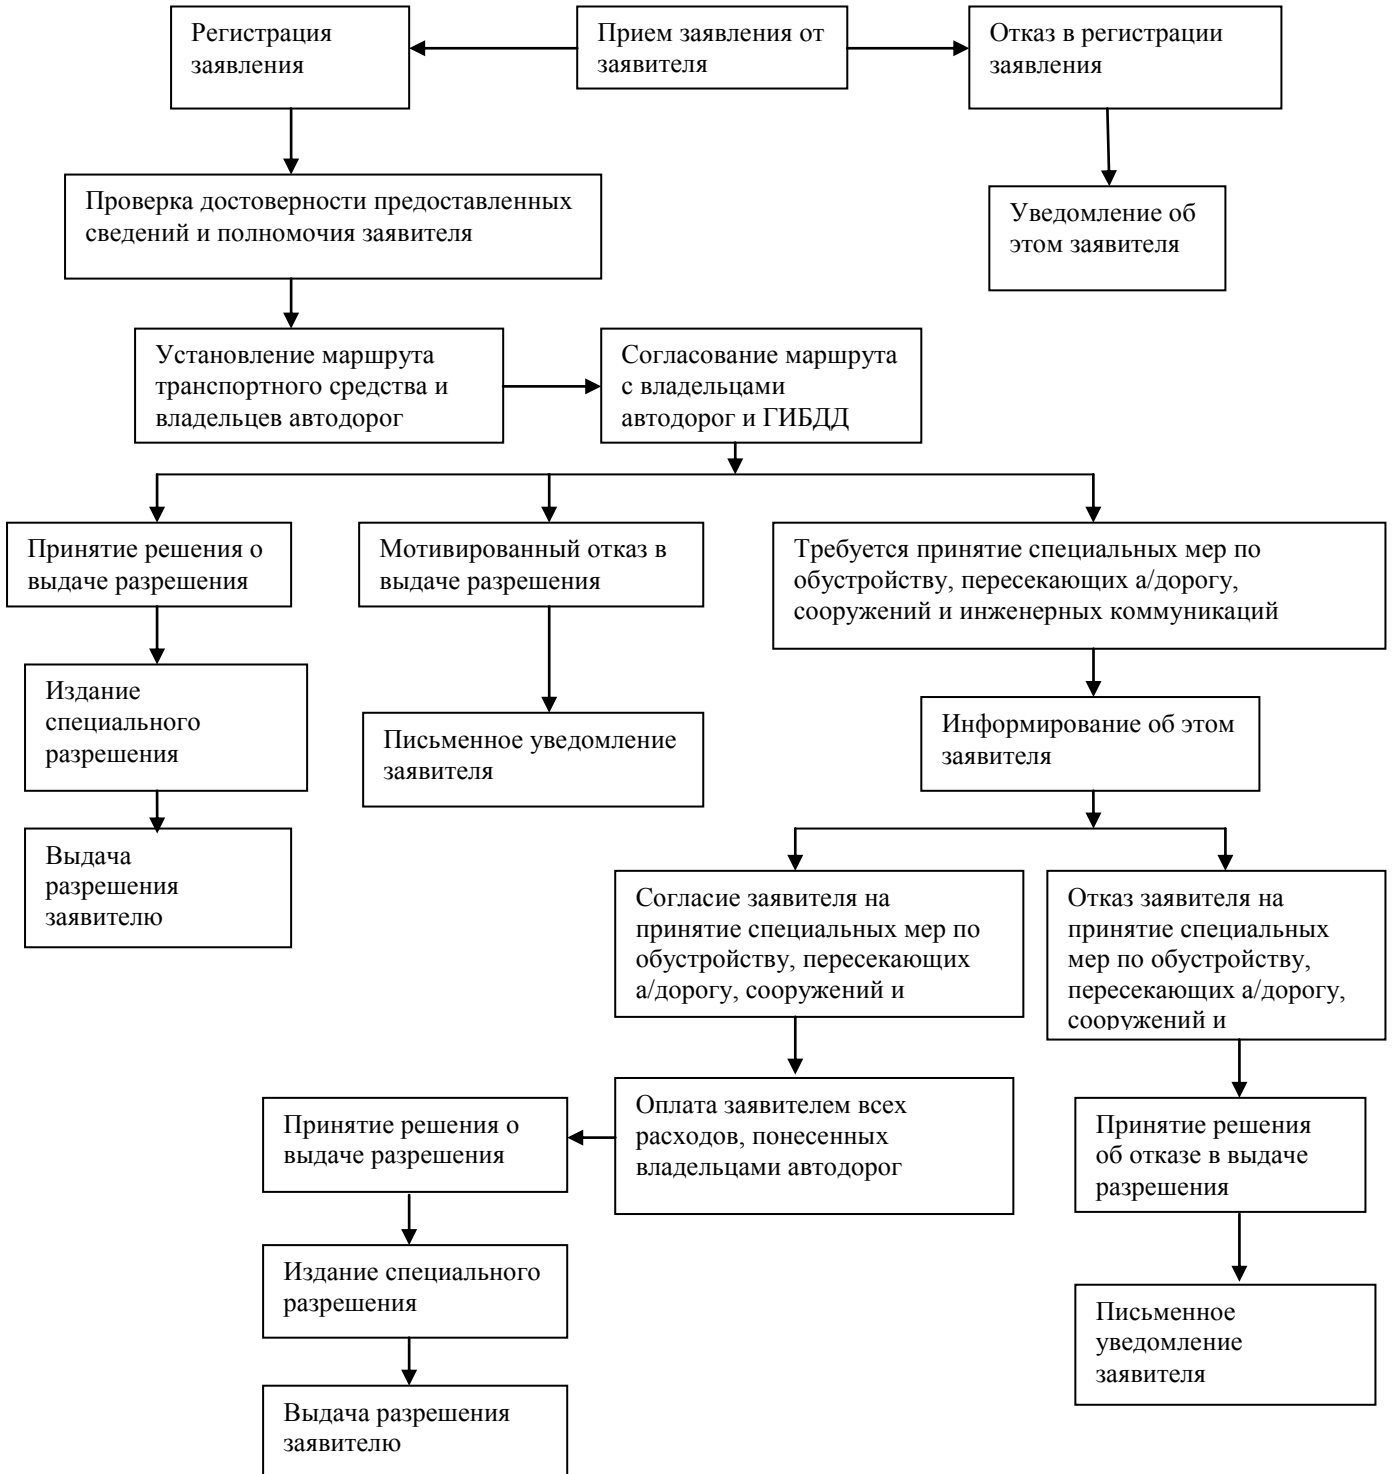 Регистрация
заявления
Прием заявления от
заявителя
Отказ в регистрации
заявления
Проверка достоверности предоставленных
сведений и полномочия заявителя
Уведомление об
этом заявителя
Установление маршрута
транспортного средства и
владельцев автодорог
Согласование маршрута
с владельцами
автодорог и ГИБДД
Принятие решения о
выдаче разрешения
Мотивированный отказ в
выдаче разрешения
Требуется принятие специальных мер по
обустройству, пересекающих а/дорогу,
сооружений и инженерных коммуникаций
Издание
специального
разрешения
Письменное уведомление
заявителя
Информирование об этом
заявителя
Выдача
разрешения
заявителю
Согласие заявителя на
принятие специальных мер по
обустройству, пересекающих
а/дорогу, сооружений и
Отказ заявителя на
принятие специальных
мер по обустройству,
пересекающих а/дорогу,
сооружений и
Принятие решения о
выдаче разрешения
Оплата заявителем всех
расходов, понесенных
владельцами автодорог
Принятие решения
об отказе в выдаче
разрешения
Издание специального
разрешения
Письменное
уведомление
заявителя
Выдача разрешения
заявителю